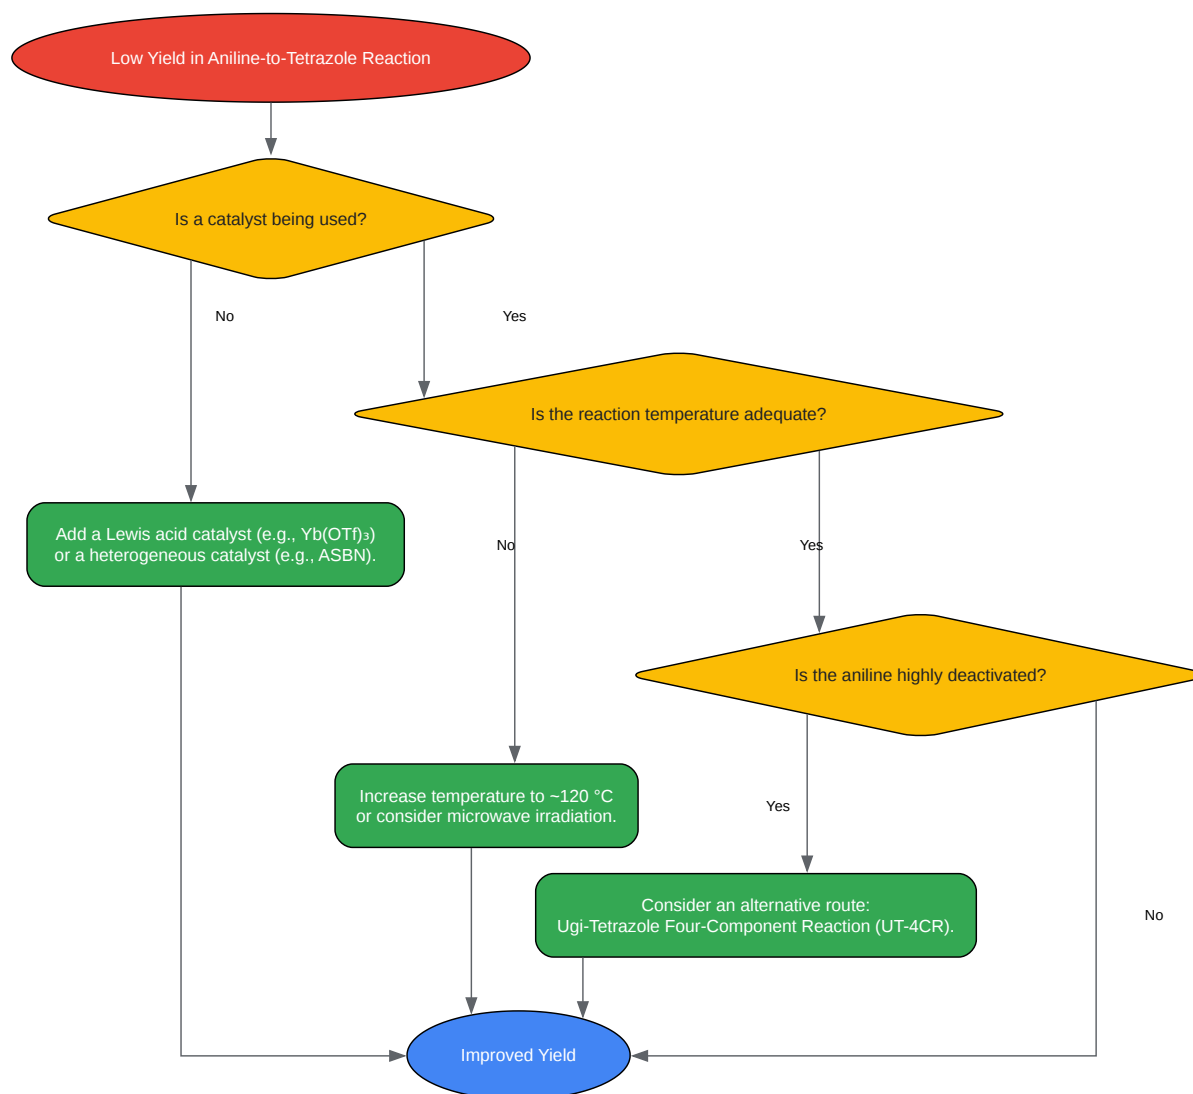 Low Yield in Aniline-to-Tetrazole Reaction
Is a catalyst being used?
No
Yes
Is the reaction temperature adequate?
Add a Lewis acid catalyst (e.g., Yb(OTf)₃)
or a heterogeneous catalyst (e.g., ASBN).
No
Yes
Is the aniline highly deactivated?
Increase temperature to ~120 °C
or consider microwave irradiation.
Yes
Consider an alternative route:
Ugi-Tetrazole Four-Component Reaction (UT-4CR).
No
Improved Yield